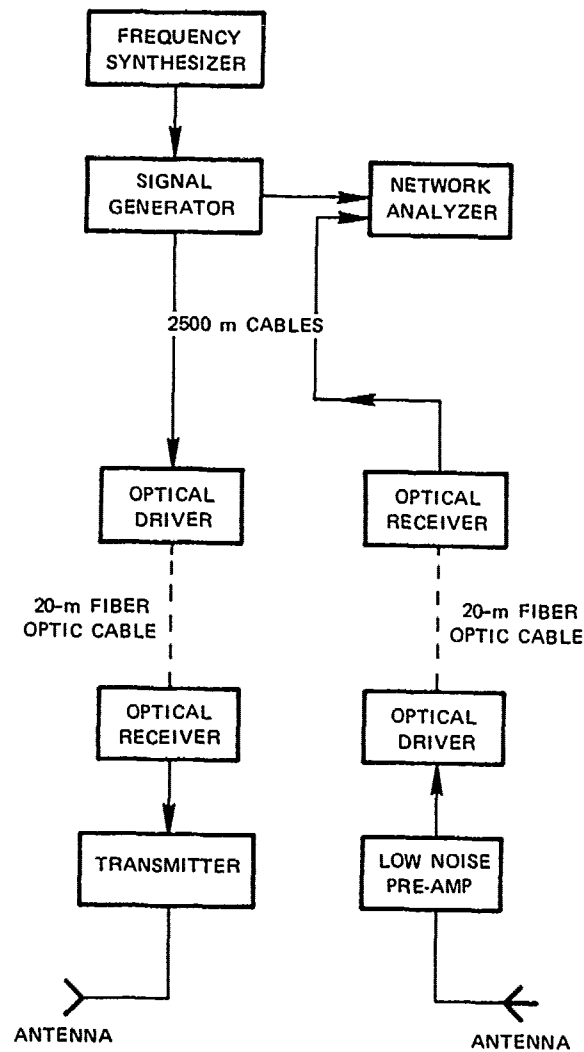 FREQUENCY
SYNTHESIZER
SIGNAL
GENERATOR
NETWORK
ANALYZER
2500 m CABLES
OPTICAL
DRIVER
OPTICAL
RECEIVER
20-m FIBER
OPTIC CABLE
20-m FIBER
OPTIC CABLE
OPTICAL
RECEIVER
OPTICAL
DRIVER
TRANSMITTER
LOW NOISE
PRE-AMP
ANTENNA
ANTENNA